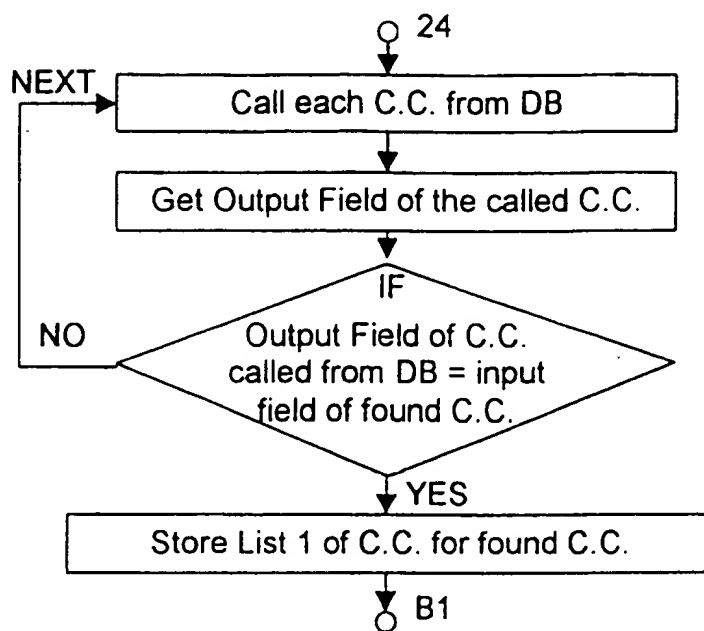 24
NEXT
Call each C.C. from DB
Get Output Field of the called C.C.
IF
NO
Output Field of C.C.
called from DB = input
field of found C.C.
YES
Store List 1 of C.C. for found C.C.
B1